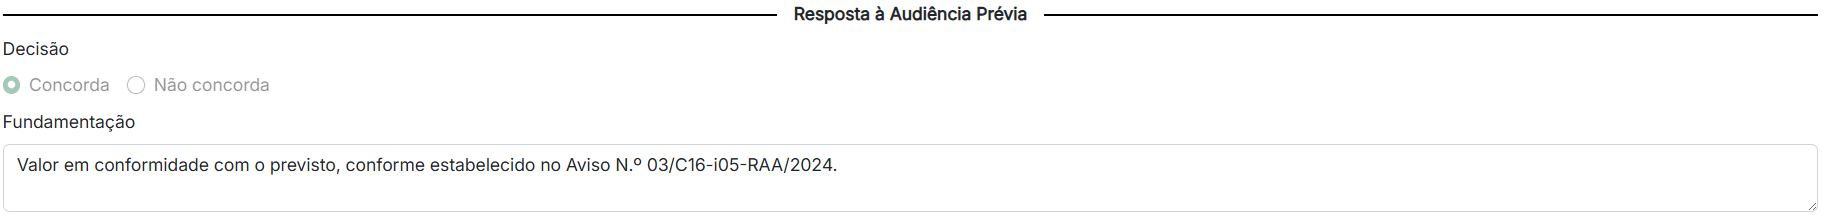 Resposta à Audiência Prévia
Decisão
Concorda Não concorda
Fundamentação
Valor em conformidade com o previsto, conforme estabelecido no Aviso N.º 03/C16-i05-RAA/2024.